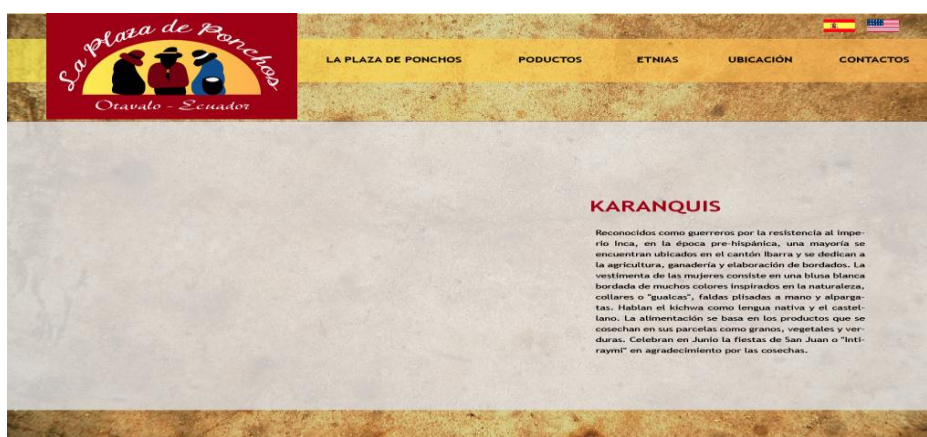 La Plaza de Ponchos
Otavalo - Ecuador
LA PLAZA DE PONCHOS PODUCTOS ETNIAS UBICACIÓN CONTACTOS
KARANQUIS
Reconocidos como guerreros por la resistencia al impe-
rio Inca, en la época pre-hispánica, una mayoría se
encuentran ubicados en el cantón Ibarra y se dedican a
la agricultura, ganadería y elaboración de bordados. La
vestimenta de las mujeres consiste en una blusa blanca
bordada de muchos colores inspirados en la naturaleza,
collares o "gualcas", faldas plisadas a mano y alparga-
tas. Hablan el kichwa como lengua nativa y el castel-
lano. La alimentación se basa en los productos que se
cosechan en sus parcelas como granos, vegetales y ver-
duras. Celebran en Junio la fiestas de San Juan o "Inti-
raymi" en agradecimiento por las cosechas.